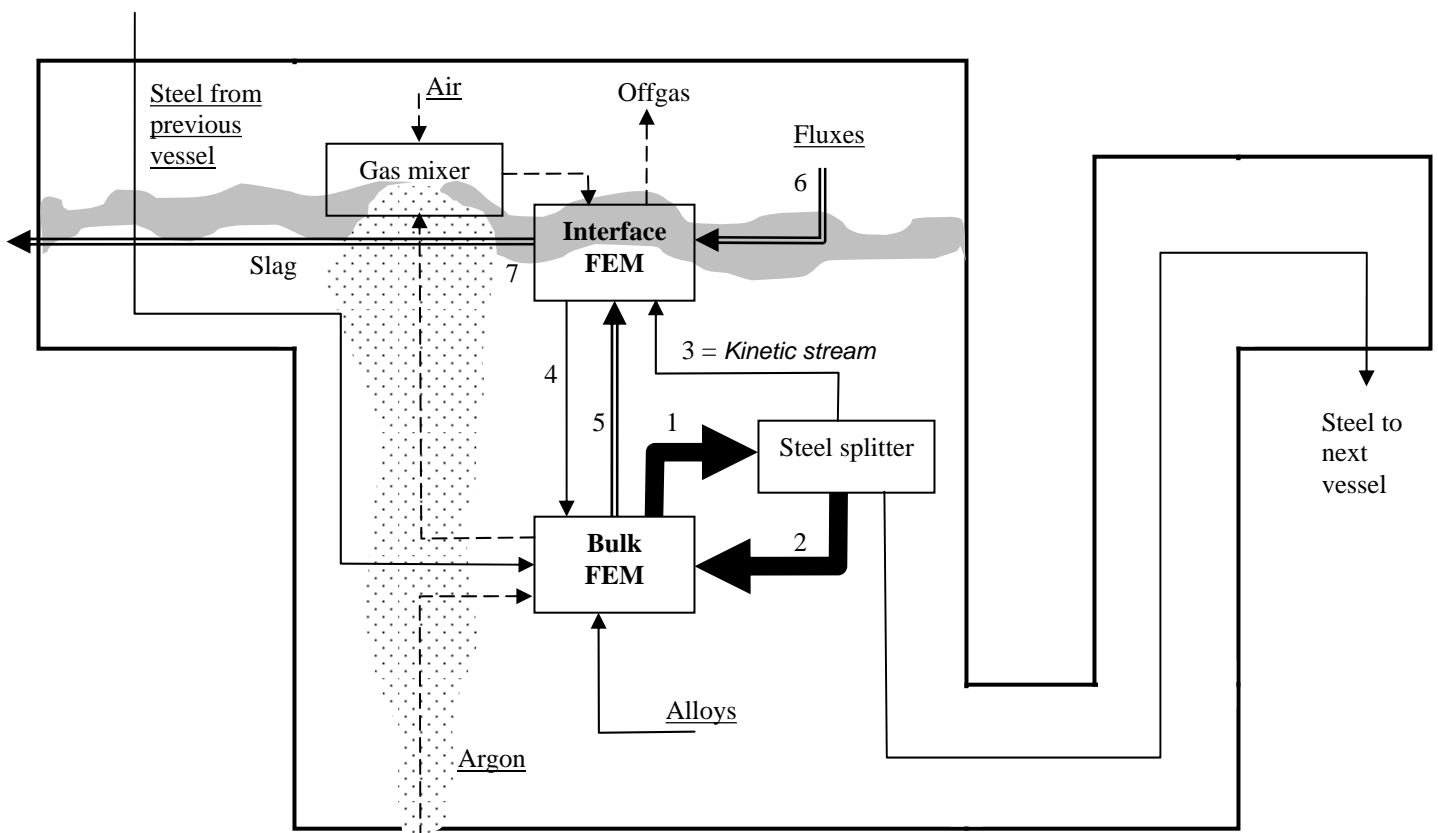 Steel from
previous
vessel
Air
Offgas
Fluxes
Gas mixer
6
Interface
FEM
Slag
7
3 = Kinetic stream
4
5
1
Steel splitter
Steel to
next
vessel
Bulk
FEM
2
Alloys
Argon